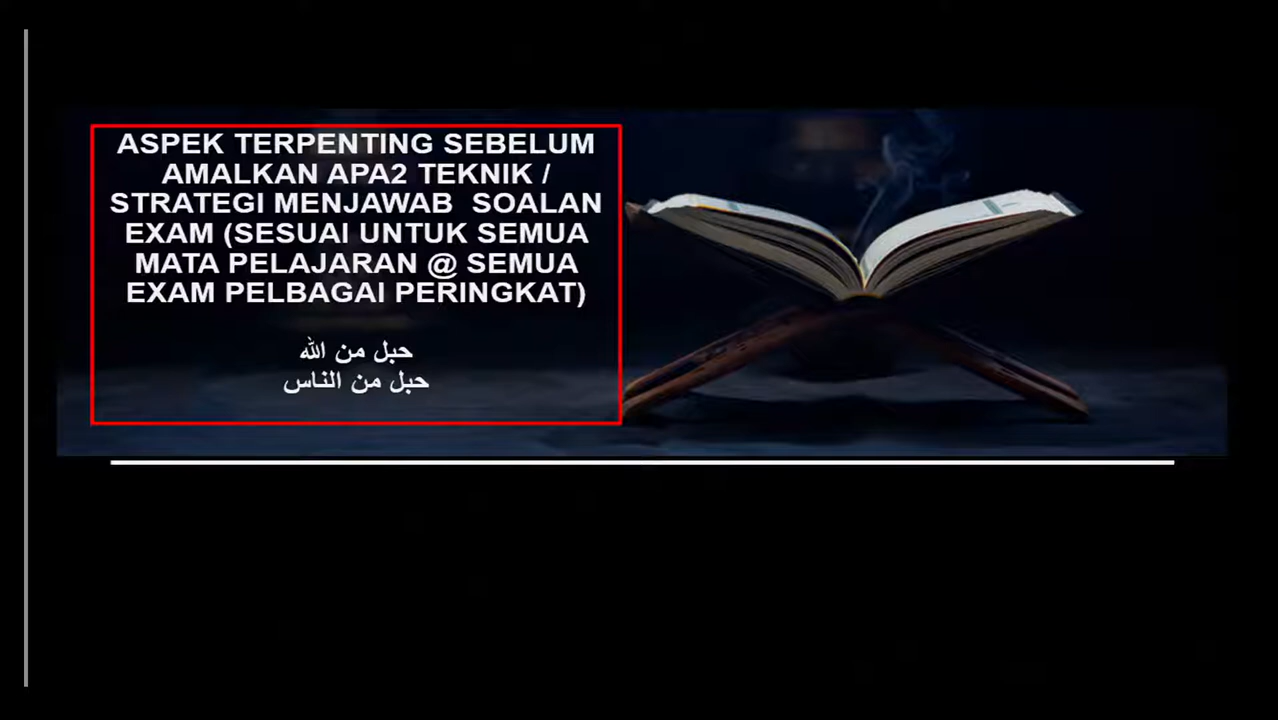 ASPEK TERPENTING SEBELUM
AMALKAN APA2 TEKNIK /
STRATEGI MENJAWAB SOALAN
EXAM (SESUAI UNTUK SEMUA
MATA PELAJARAN @ SEMUA
EXAM PELBAGAI PERINGKAT)
حبل من الله
حبل من الناس